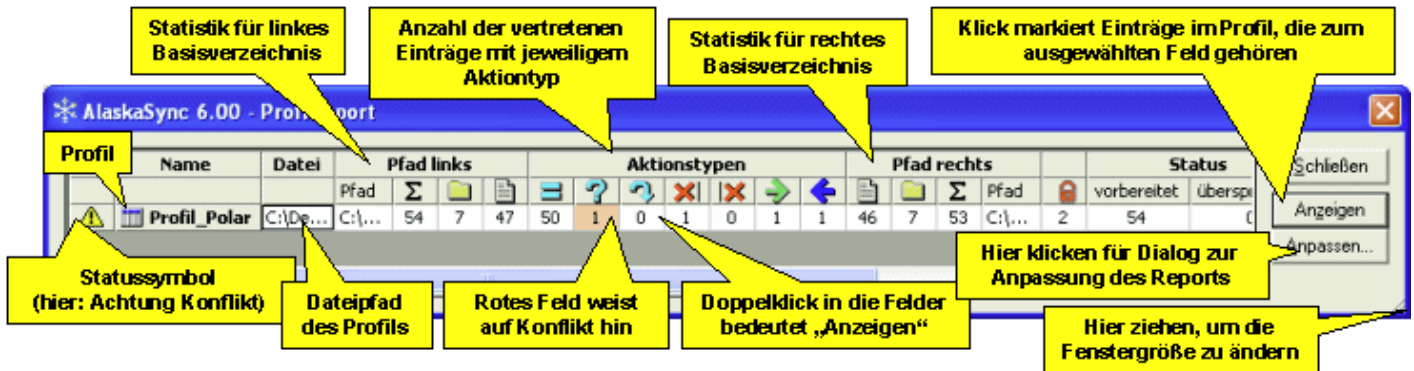 Statistik für linkes
Basisverzeichnis
Anzahl der vertretenen
Einträge mit jeweiligem
Aktiontyp
Statistik für rechtes
Basisverzeichnis
Klick markiert Einträge im Profil, die zum
ausgewählten Feld gehören
AlaskaSync 6.00 -
Profil
Name Datei Pfad links Aktionstypen Pfad rechts Status
Schließen
Pfad Σ Σ Pfad vorbereitet
Profil_Polar C:\De... C:\... 54 7 47 50 1 0 1 0 1 1 46 7 53 C:\... 2 54
Anzeigen
Anpassen...
Statussymbol
(hier: Achtung Konflikt)
Dateipfad
des Profils
Rotes Feld weist
auf Konflikt hin
Doppelklick in die Felder
bedeutet „Anzeigen“
Hier klicken für Dialog zur
Anpassung des Reports
Hier ziehen, um die
Fenstergröße zu ändern